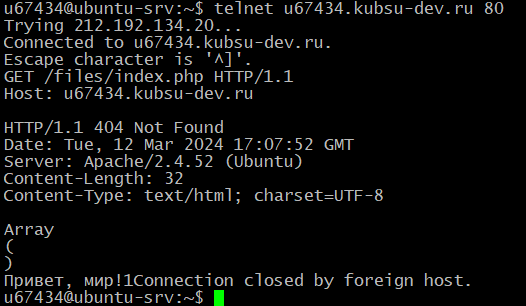 u67434@ubuntu-srv:~$ telnet u67434.kubsu-dev.ru 80
Trying 212.192.134.20...
Connected to u67434.kubsu-dev.ru.
Escape character is '^]'.
GET /files/index.php HTTP/1.1
Host: u67434.kubsu-dev.ru

HTTP/1.1 404 Not Found
Date: Tue, 12 Mar 2024 17:07:52 GMT
Server: Apache/2.4.52 (Ubuntu)
Content-Length: 32
Content-Type: text/html; charset=UTF-8

Array
(
)
Привет, мир!1Connection closed by foreign host.
u67434@ubuntu-srv:~$